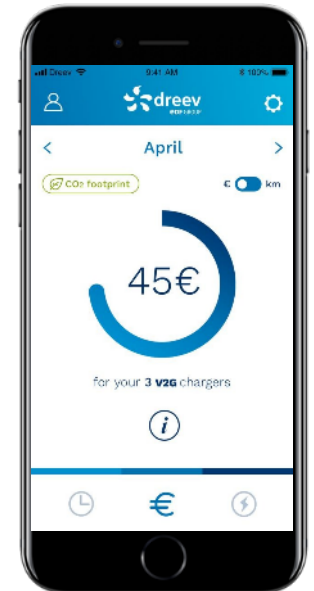 Dreev 9:41 AM 100%
dreev
< April >
CO₂ footprint € km
45€
for your 3 V2G chargers
i
€